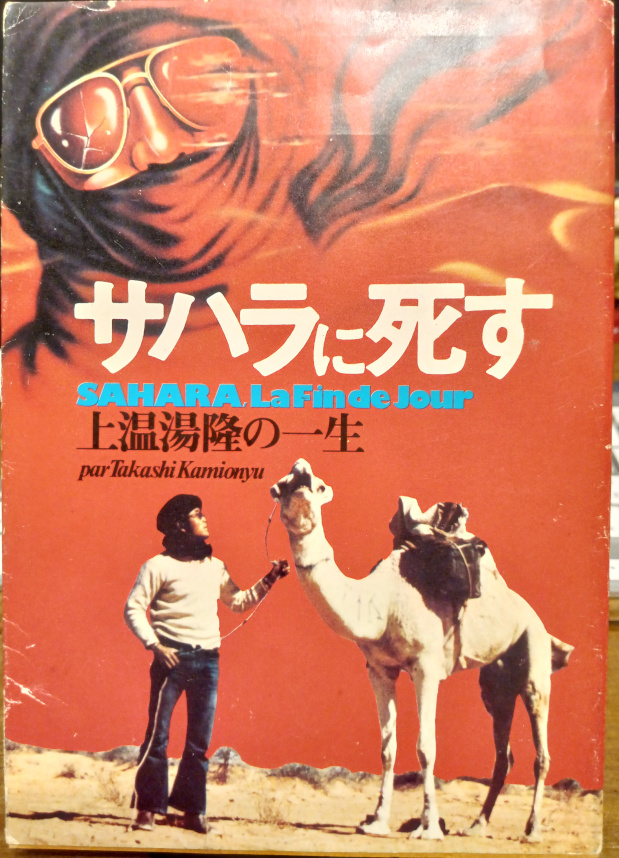 サハラに死す
SAHARA, La Fin de Jour
上温湯隆の一生
par Takashi Kamionyu